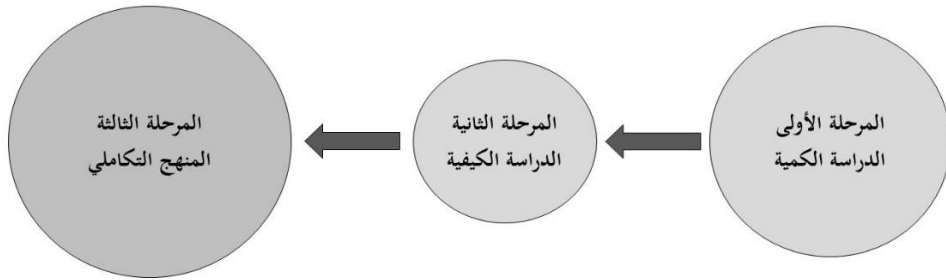 المرحلة الأولى
الدراسة الكمية
المرحلة الثانية
الدراسة الكيفية
المرحلة الثالثة
المنهج التكاملي